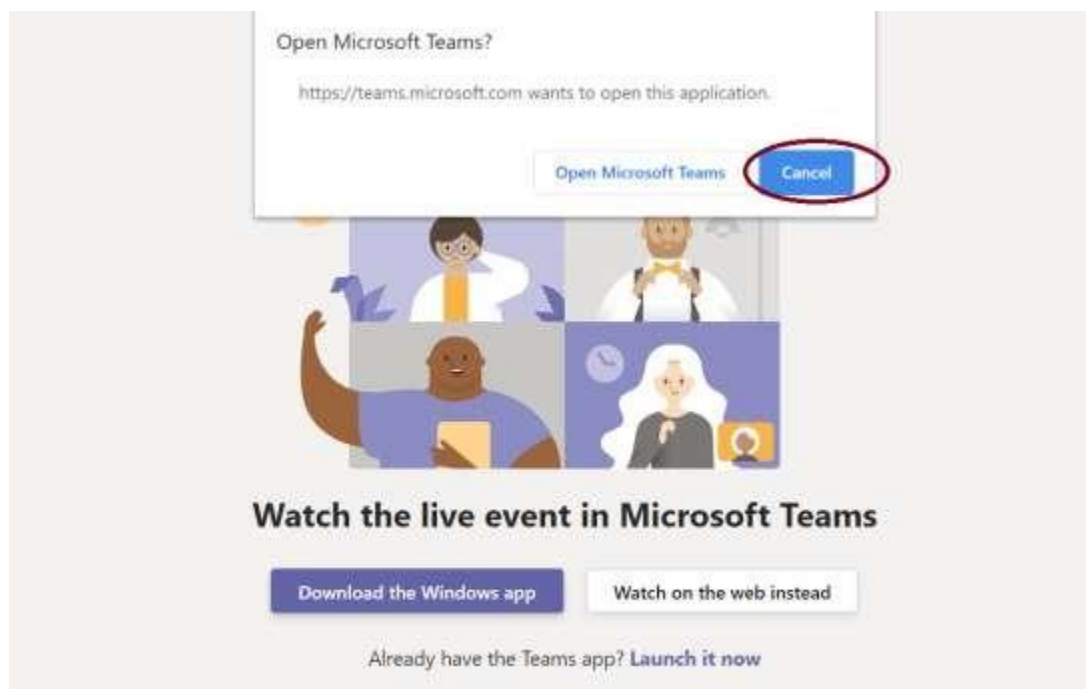 Open Microsoft Teams?
https://teams.microsoft.com wants to open this application.
Open Microsoft Teams Cancel
Watch the live event in Microsoft Teams
Download the Windows app Watch on the web instead
Already have the Teams app? Launch it now